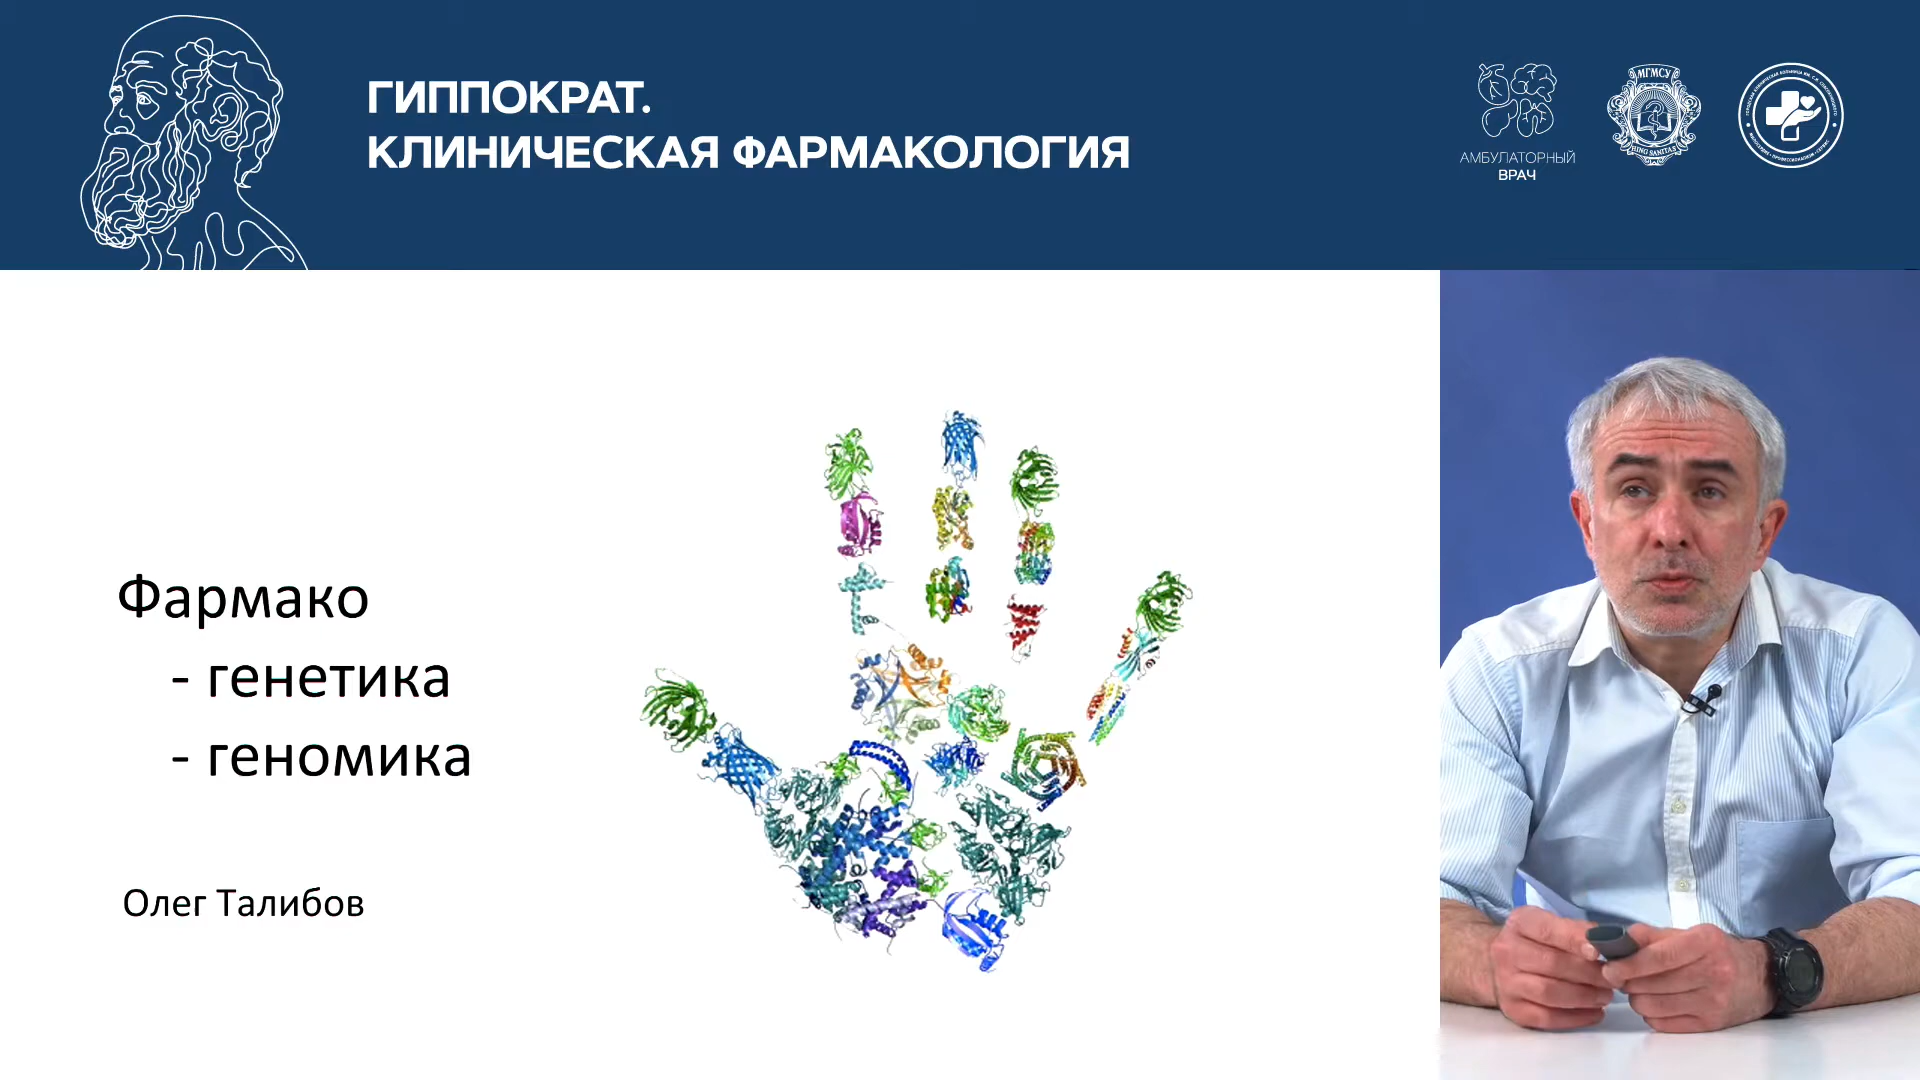 ГИППОКРАТ.
КЛИНИЧЕСКАЯ ФАРМАКОЛОГИЯ
АМБУЛАТОРНЫЙ
ВРАЧ
МГМСУ
Фармако
- генетика
- геномика
Олег Талибов